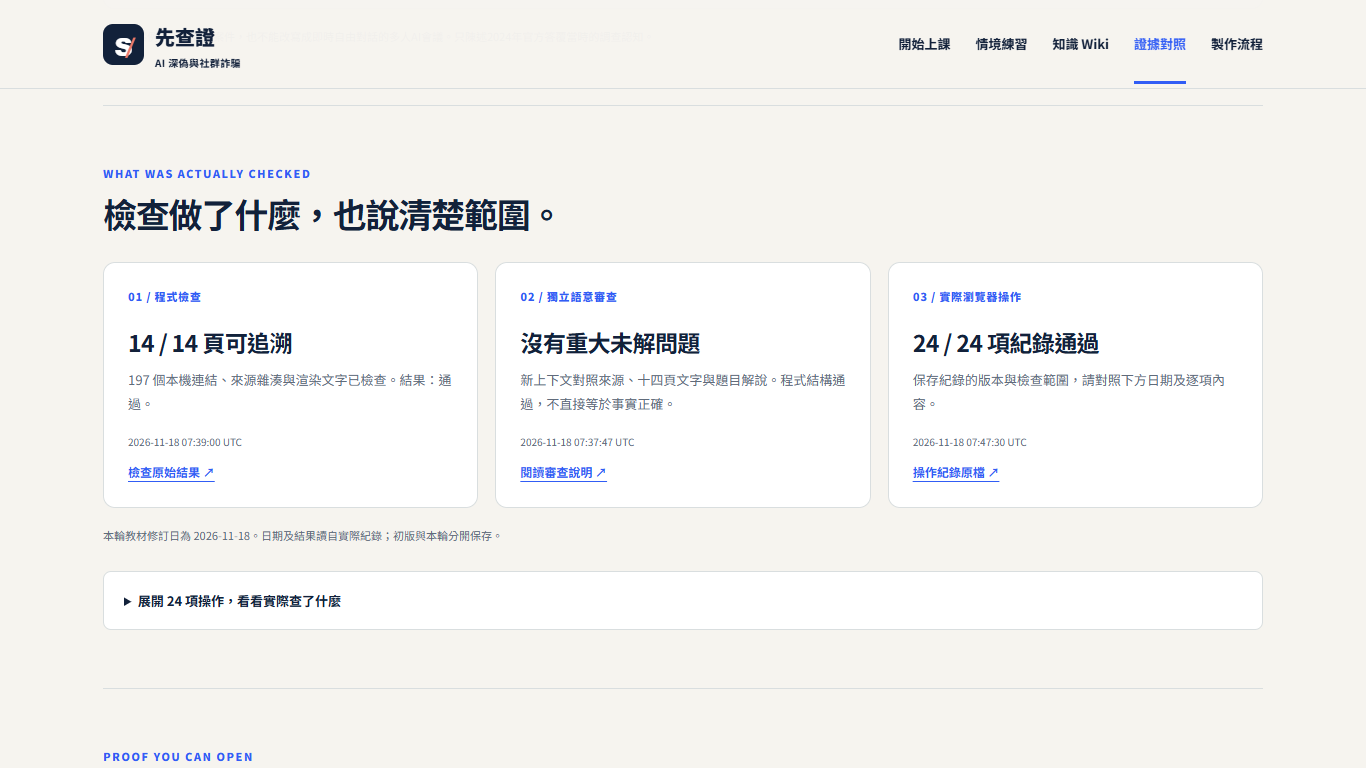 先查證
AI 深偽與社群詐騙
開始上課
情境練習
知識 Wiki
證據對照
製作流程
WHAT WAS ACTUALLY CHECKED
檢查做了什麼，也說清楚範圍。
01 / 程式檢查
14 / 14 頁可追溯
197 個本機連結、來源雜湊與渲染文字已檢查。結果：通
過。
2026-11-18 07:39:00 UTC
檢查原始結果 ↗
02 / 獨立語意審查
沒有重大未解問題
新上下文對照來源、十四頁文字與題目解說。程式結構通
過，不直接等於事實正確。
2026-11-18 07:37:47 UTC
閱讀審查說明 ↗
03 / 實際瀏覽器操作
24 / 24 項紀錄通過
保存紀錄的版本與檢查範圍，請對照下方日期及逐項內
容。
2026-11-18 07:47:30 UTC
操作紀錄原檔 ↗
本輪教材修訂日為 2026-11-18。日期及結果讀自實際紀錄；初版與本輪分開保存。
▶ 展開 24 項操作，看看實際查了什麼
PROOF YOU CAN OPEN